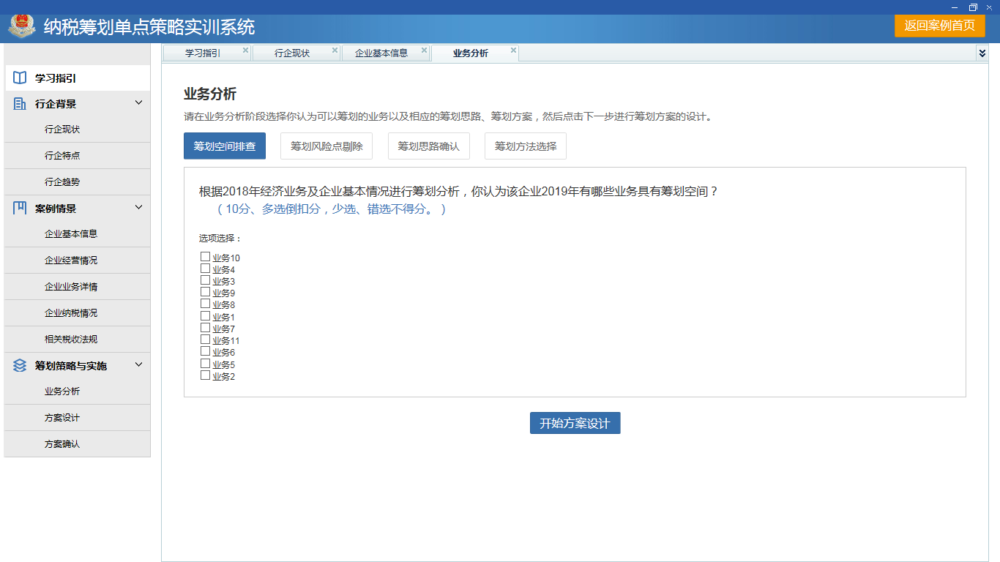 纳税筹划单点策略实训系统
返回案例首页
学习指引
行企现状
企业基本信息
业务分析
学习指引
行企背景
行企现状
行企特点
行企趋势
案例情景
企业基本信息
企业经营情况
企业业务详情
企业纳税情况
相关税收法规
筹划策略与实施
业务分析
方案设计
方案确认
业务分析
请在业务分析阶段选择你认为可以筹划的业务以及相应的筹划思路、筹划方案，然后点击下一步进行筹划方案的设计。
筹划空间排查
筹划风险点剔除
筹划思路确认
筹划方法选择
根据2018年经济业务及企业基本情况进行筹划分析，你认为该企业2019年有哪些业务具有筹划空间？
（10分、多选倒扣分，少选、错选不得分。）
选项选择：
业务10
业务4
业务3
业务9
业务8
业务1
业务7
业务11
业务6
业务5
业务2
开始方案设计